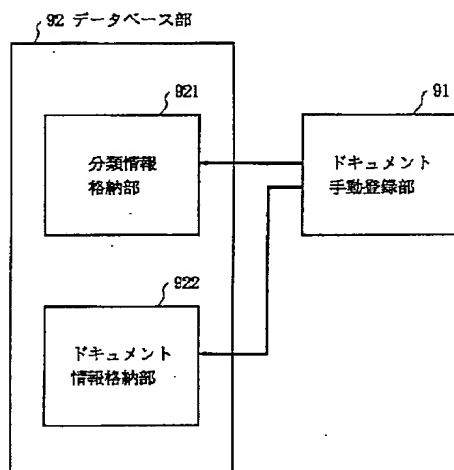 92 データベース部
921
分類情報
格納部
91
ドキュメント
手動登録部
922
ドキュメント
情報格納部